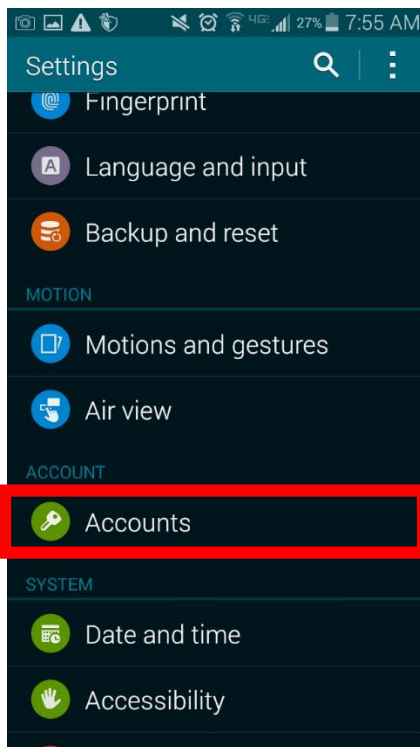 4G 27% 7:55 AM
Settings
Fingerprint
A Language and input
Backup and reset
MOTION
Motions and gestures
Air view
ACCOUNT
Accounts
SYSTEM
Date and time
Accessibility